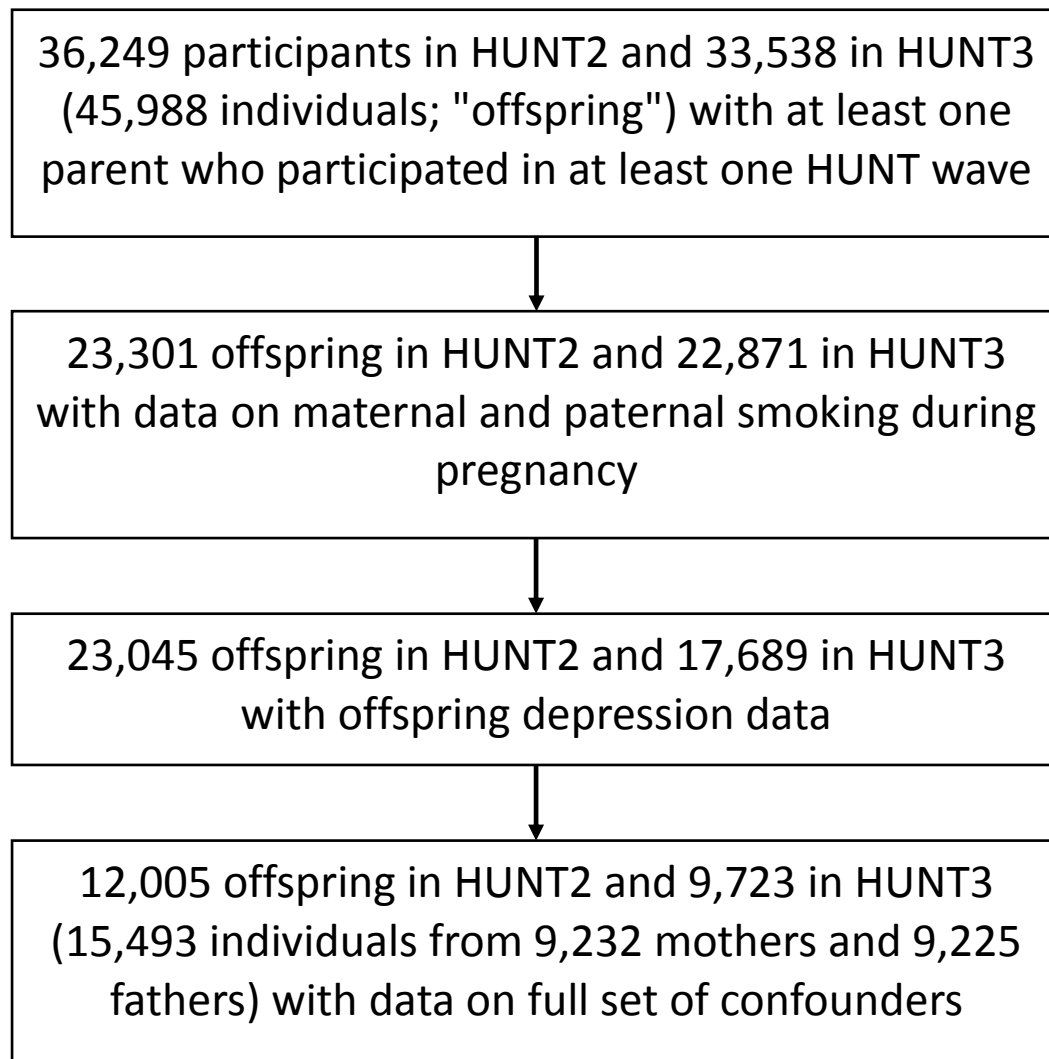 36,249 participants in HUNT2 and 33,538 in HUNT3
(45,988 individuals; "offspring") with at least one
parent who participated in at least one HUNT wave
23,301 offspring in HUNT2 and 22,871 in HUNT3
with data on maternal and paternal smoking during
pregnancy
23,045 offspring in HUNT2 and 17,689 in HUNT3
with offspring depression data
12,005 offspring in HUNT2 and 9,723 in HUNT3
(15,493 individuals from 9,232 mothers and 9,225
fathers) with data on full set of confounders